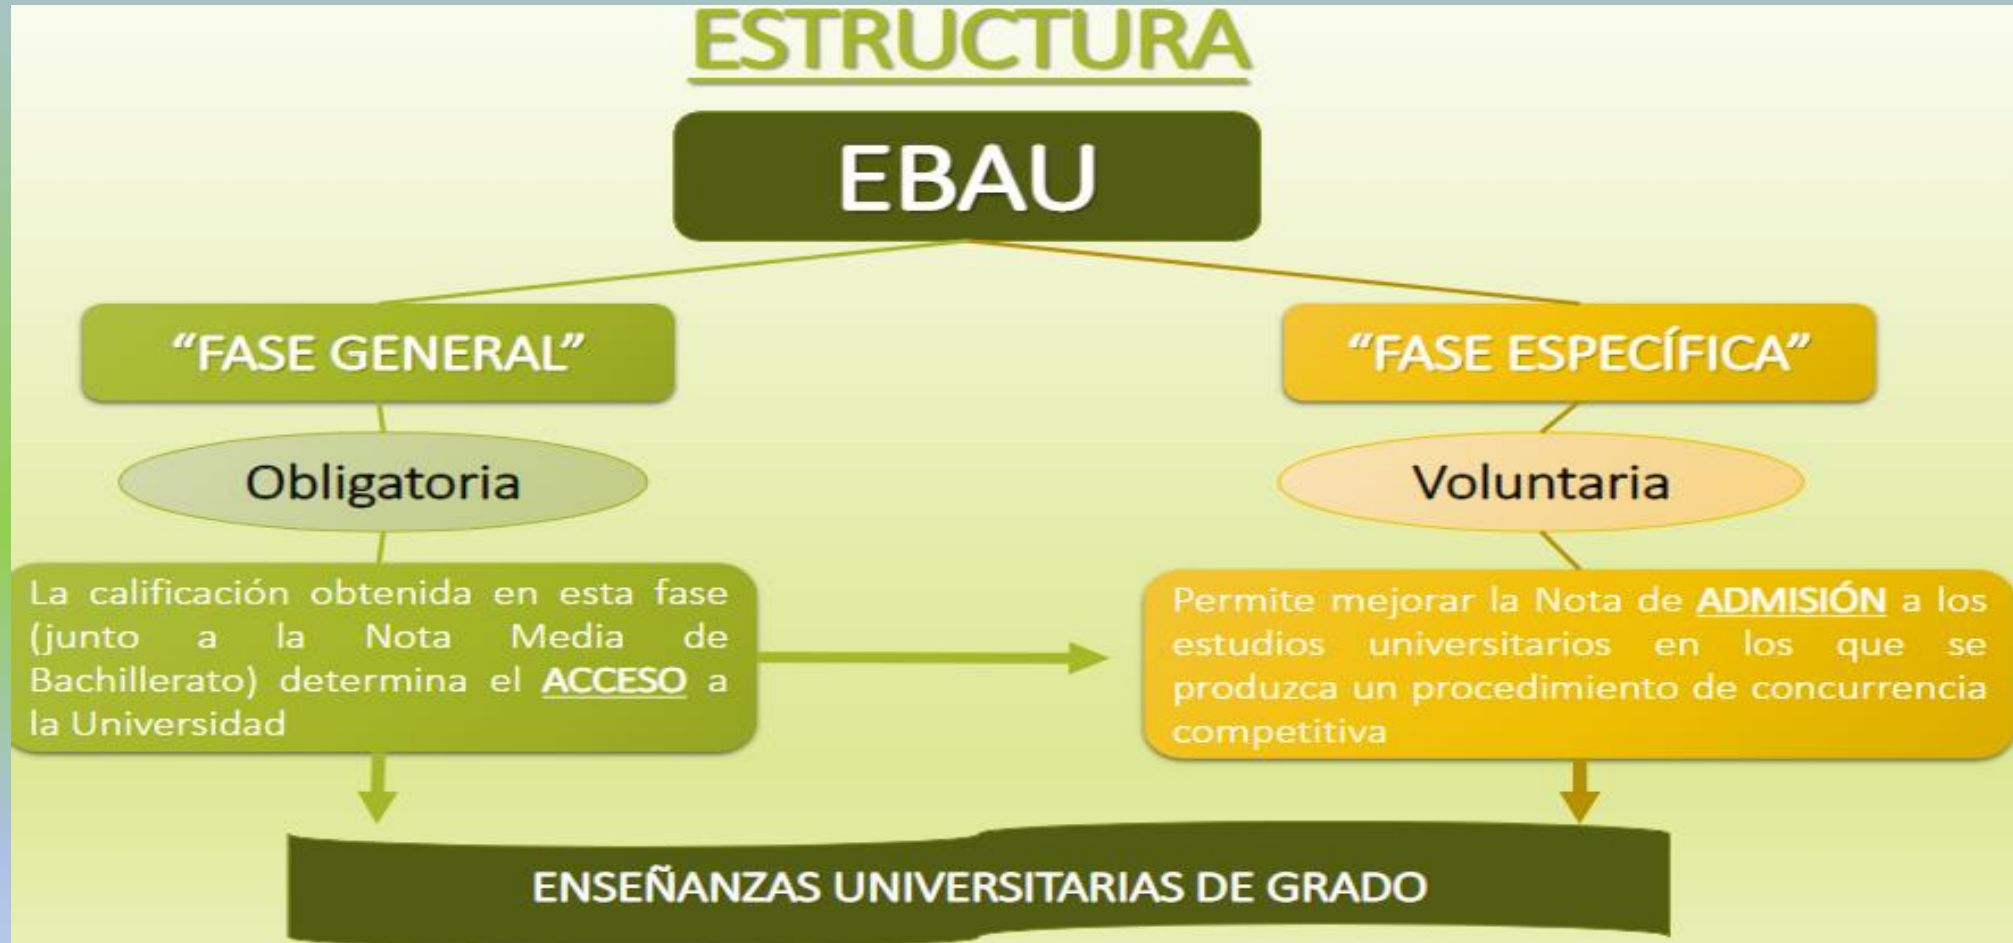 ESTRUCTURA
EBAU
“FASE GENERAL”
“FASE ESPECÍFICA”
Obligatoria
Voluntaria
La calificación obtenida en esta fase
(junto a la Nota Media de
Bachillerato) determina el ACCESO a
la Universidad
Permite mejorar la Nota de ADMISIÓN a los
estudios universitarios en los que se
produzca un procedimiento de concurrencia
competitiva
ENSEÑANZAS UNIVERSITARIAS DE GRADO